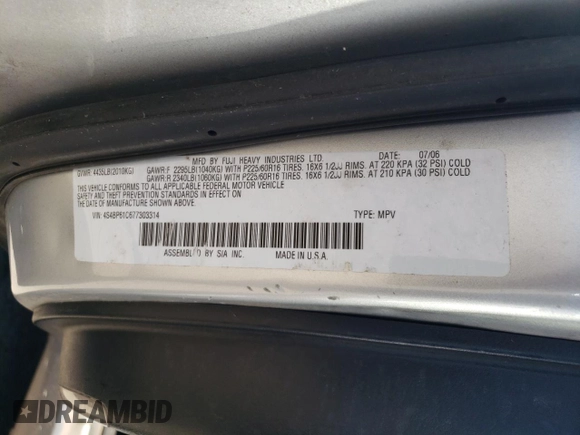 MFD BY FUJI HEAVY INDUSTRIES LTD. DATE: 07/06
GVWR: 4435LB(2010KG) GAWR:F 2295LB(1040KG) WITH P225/60R16 TIRES, 16X6 1/2JJ RIMS, AT 220 KPA (32 PSI) COLD
GAWR:R 2340LB(1060KG) WITH P225/60R16 TIRES, 16X6 1/2JJ RIMS, AT 210 KPA (30 PSI) COLD
THIS VEHICLE CONFORMS TO ALL APPLICABLE FEDERAL MOTOR VEHICLE
SAFETY AND THEFT PREVENTION STANDARDS IN EFFECT ON
THE DATE OF MANUFACTURE SHOWN ABOVE.
VIN: 4S4BP61C677303314 TYPE: MPV
ASSEMBLED BY SIA INC. MADE IN U.S.A.
DREAMBID